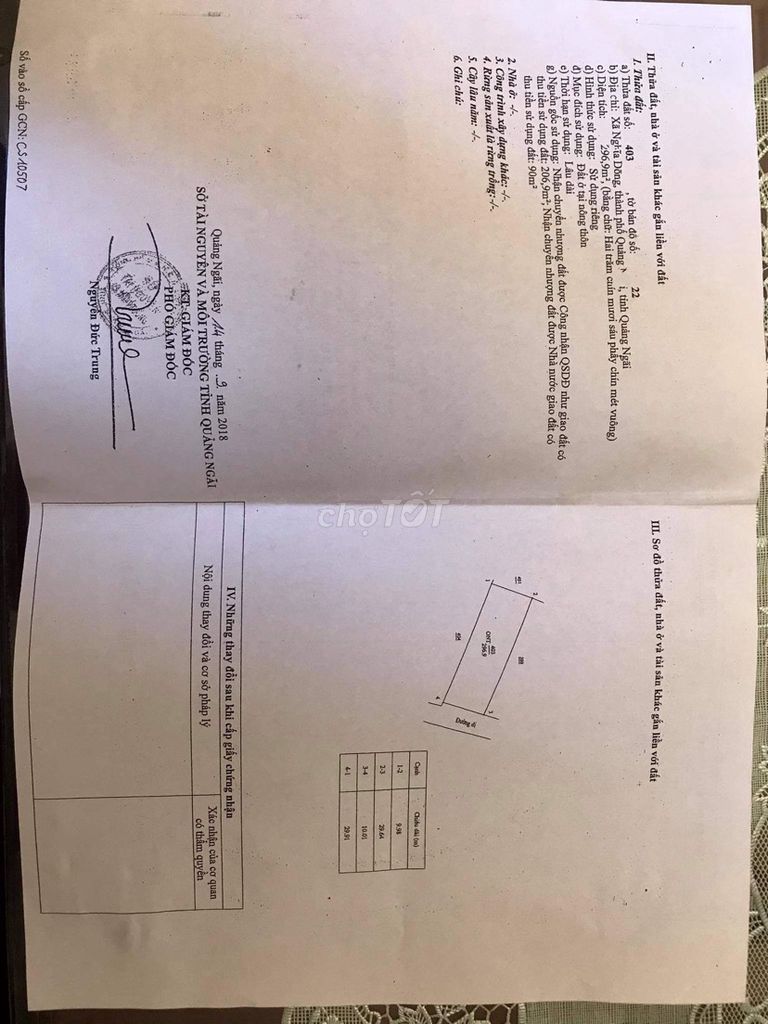 II. Thửa đất, nhà ở và tài sản khác gắn liền với đất
1. Thửa đất:
a) Thửa đất số: 403 , tờ bản đồ số: 22
b) Địa chỉ: Xã Nghĩa Dõng, thành phố Quảng i, tỉnh Quảng Ngãi
c) Diện tích: 296,9m², (bằng chữ: Hai trăm chín mươi sáu phẩy chín mét vuông)
d) Hình thức sử dụng: Sử dụng riêng
đ) Mục đích sử dụng: Đất ở tại nông thôn
e) Thời hạn sử dụng: Lâu dài
g) Nguồn gốc sử dụng: Nhận chuyển nhượng đất được Công nhận QSDĐ như giao đất có
thu tiền sử dụng đất: 206,9m²; Nhận chuyển nhượng đất được Nhà nước giao đất có
thu tiền sử dụng đất: 90m²
2. Nhà ở: -/-
3. Công trình xây dựng khác: -/-
4. Rừng sản xuất là rừng trồng: -/-
5. Cây lâu năm: -/-
6. Ghi chú:
Quảng Ngãi, ngày 14 tháng 9 năm 2018
SỞ TÀI NGUYÊN VÀ MÔI TRƯỜNG TỈNH QUẢNG NGÃI
KT. GIÁM ĐỐC
PHÓ GIÁM ĐỐC
Nguyễn Đức Trung
Số vào sổ cấp GCN: CS 10507
III. Sơ đồ thửa đất, nhà ở và tài sản khác gắn liền với đất
1
2
3
4
403
ONT 296.9
Đường đi
Cạnh Chiều dài (m)
1-2 9.98
2-3 29.64
3-4 10.01
4-1 29.91
IV. Những thay đổi sau khi cấp giấy chứng nhận
Nội dung thay đổi và cơ sở pháp lý
Xác nhận của cơ quan
có thẩm quyền
chợTỐT